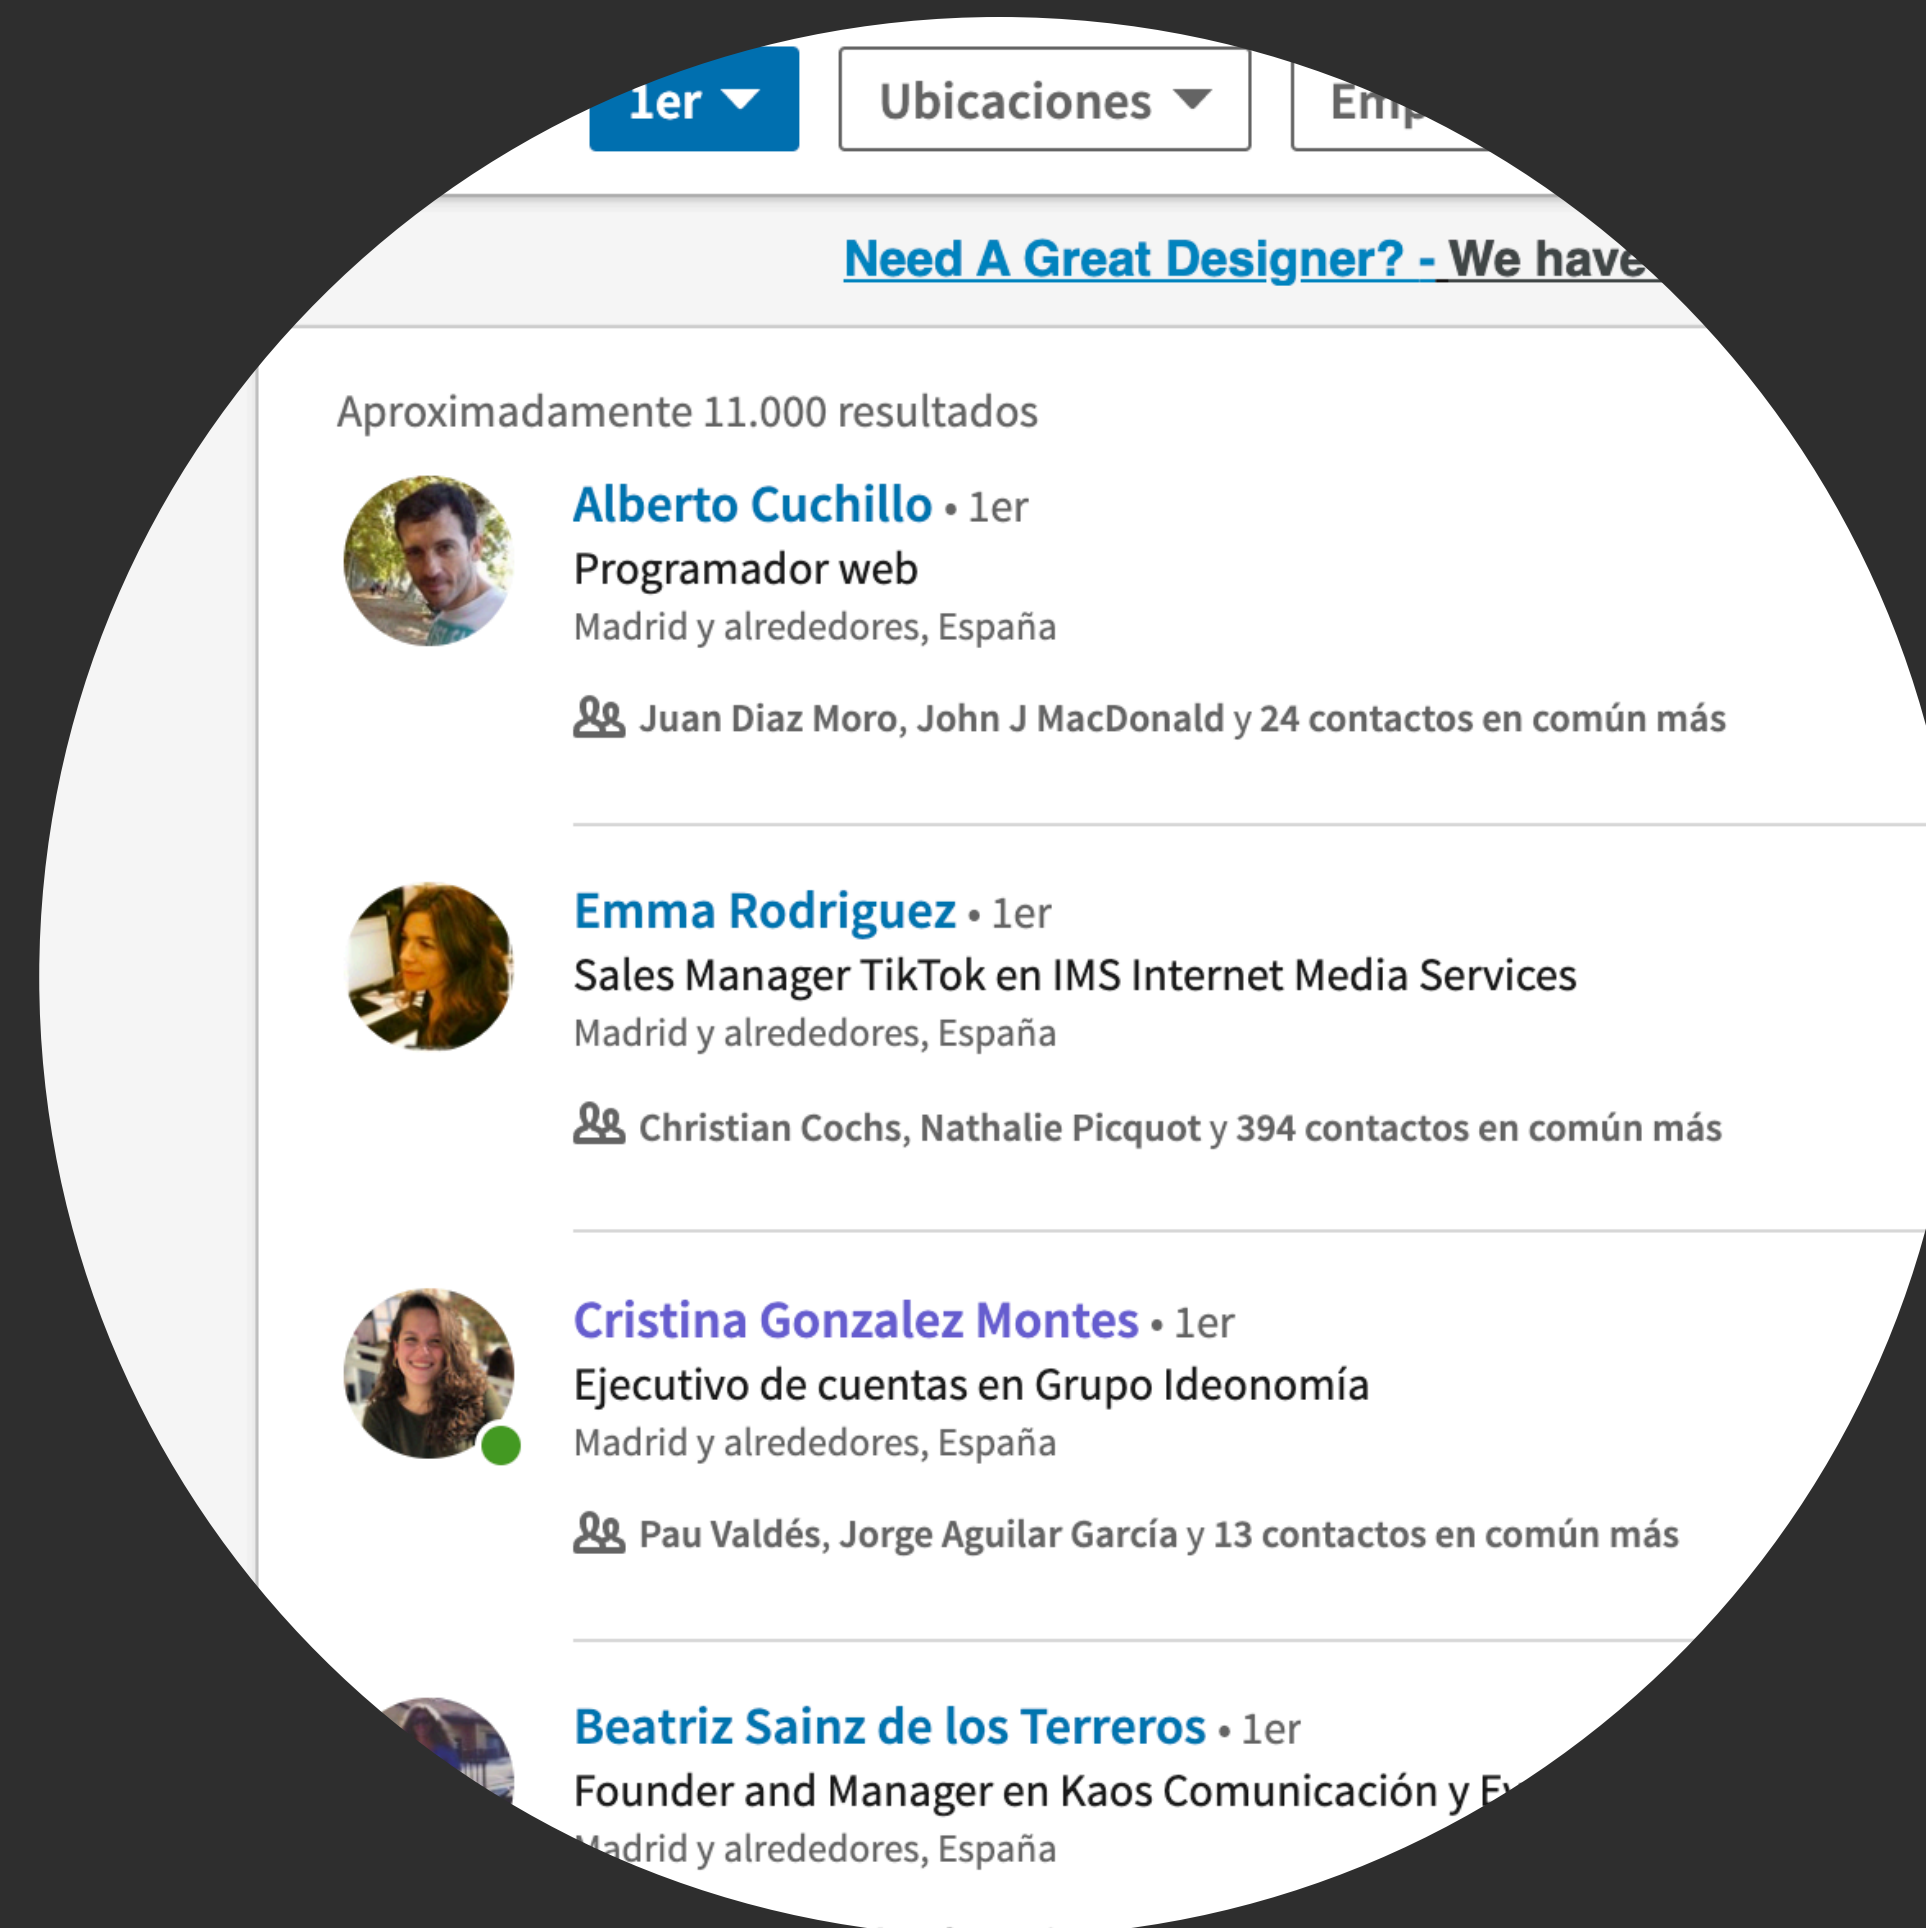 1er
Ubicaciones
Need A Great Designer? - We have
Aproximadamente 11.000 resultados
Alberto Cuchillo • 1er
Programador web
Madrid y alrededores, España
Juan Diaz Moro, John J MacDonald y 24 contactos en común más
Emma Rodriguez • 1er
Sales Manager TikTok en IMS Internet Media Services
Madrid y alrededores, España
Christian Cochs, Nathalie Picquot y 394 contactos en común más
Cristina Gonzalez Montes • 1er
Ejecutivo de cuentas en Grupo Ideonomía
Madrid y alrededores, España
Pau Valdés, Jorge Aguilar García y 13 contactos en común más
Beatriz Sainz de los Terreros • 1er
Founder and Manager en Kaos Comunicación y
Madrid y alrededores, España